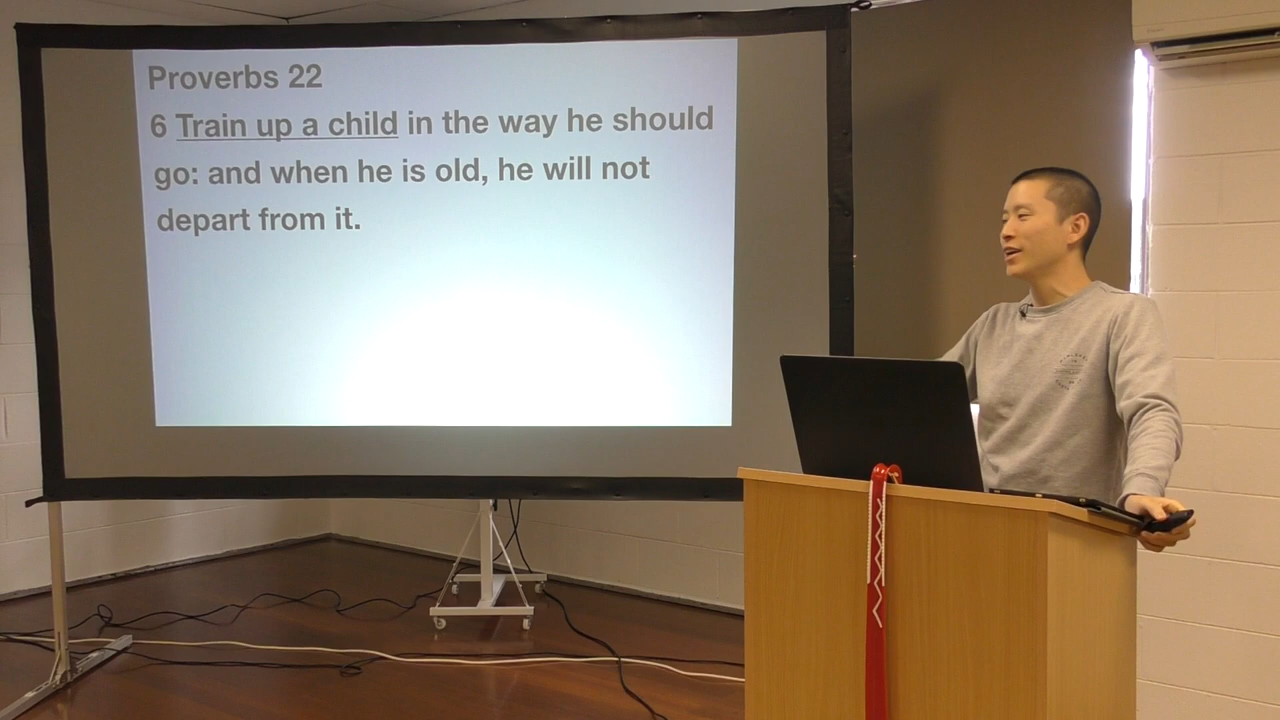 Proverbs 22
6 Train up a child in the way he should
go: and when he is old, he will not
depart from it.